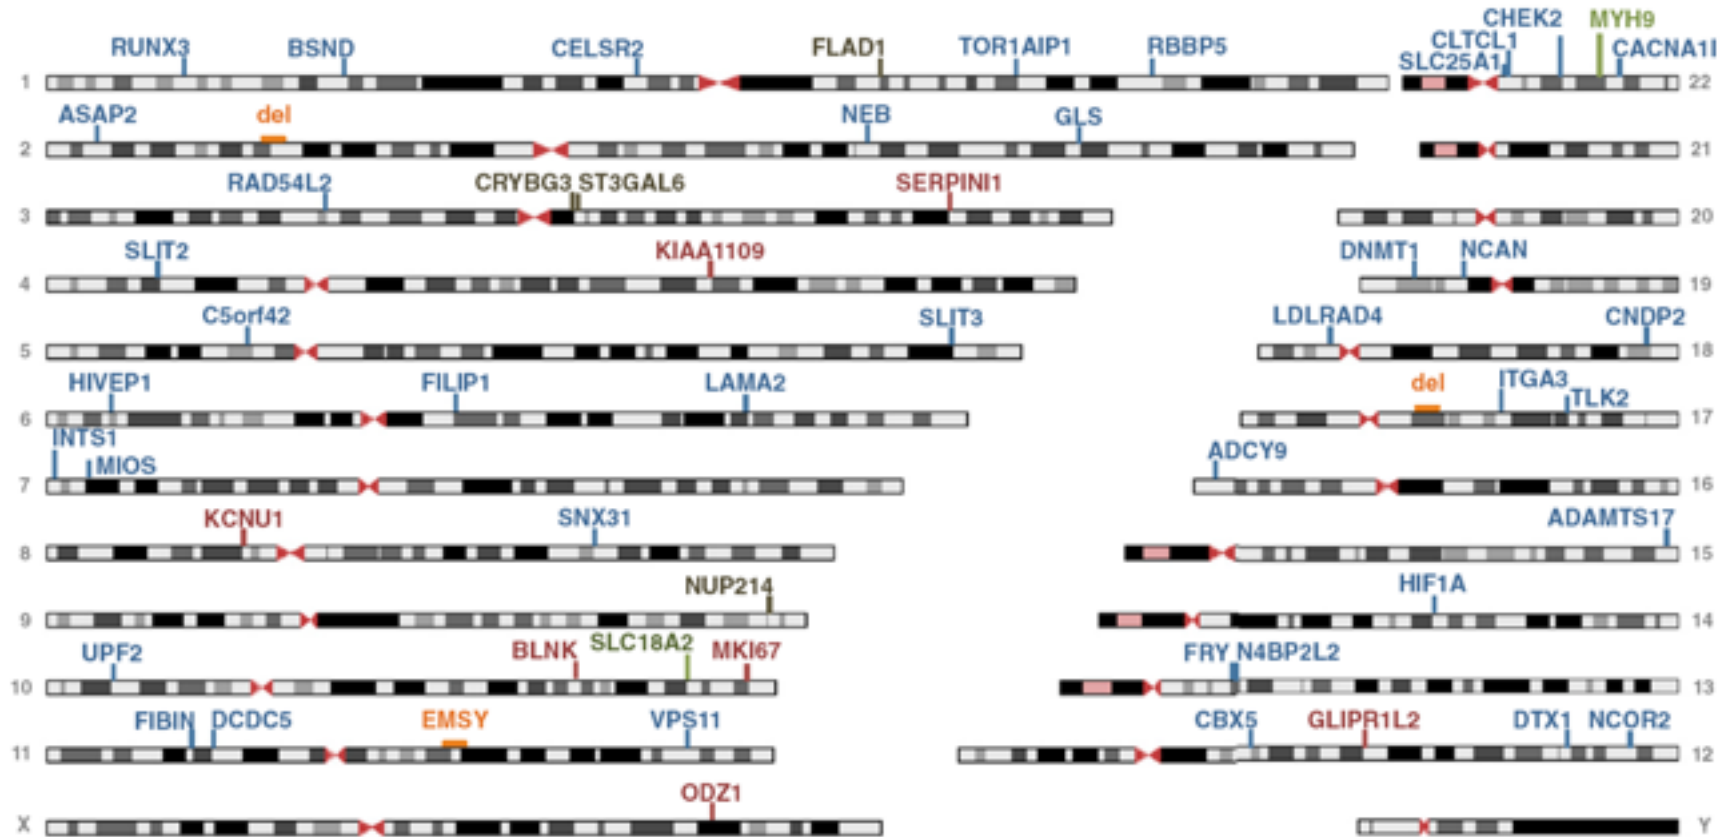 RUNX3 BSND CELSR2 FLAD1 TOR1AIP1 RBBP5 CHEK2 MYH9
CLTCL1 CACNA1I
SLC25A1
1 22
ASAP2 del NEB GLS
2 21
RAD54L2 CRYBG3 ST3GAL6 SERPINI1
3 20
SLIT2 KIAA1109 DNMT1 NCAN
4 19
C5orf42 SLIT3 LDLRAD4 CNDP2
5 18
HIVEP1 FILIP1 LAMA2 del ITGA3
TLK2
6 17
INTS1 ADCY9
MIOS
7 16
KCNU1 SNX31 ADAMTS17
8 15
NUP214 HIF1A
9 14
UPF2 BLNK SLC18A2 MKI67 FRY N4BP2L2
10 13
FIBIN DCDC5 EMSY VPS11 CBX5 GLIPR1L2 DTX1 NCOR2
11 12
ODZ1
X Y